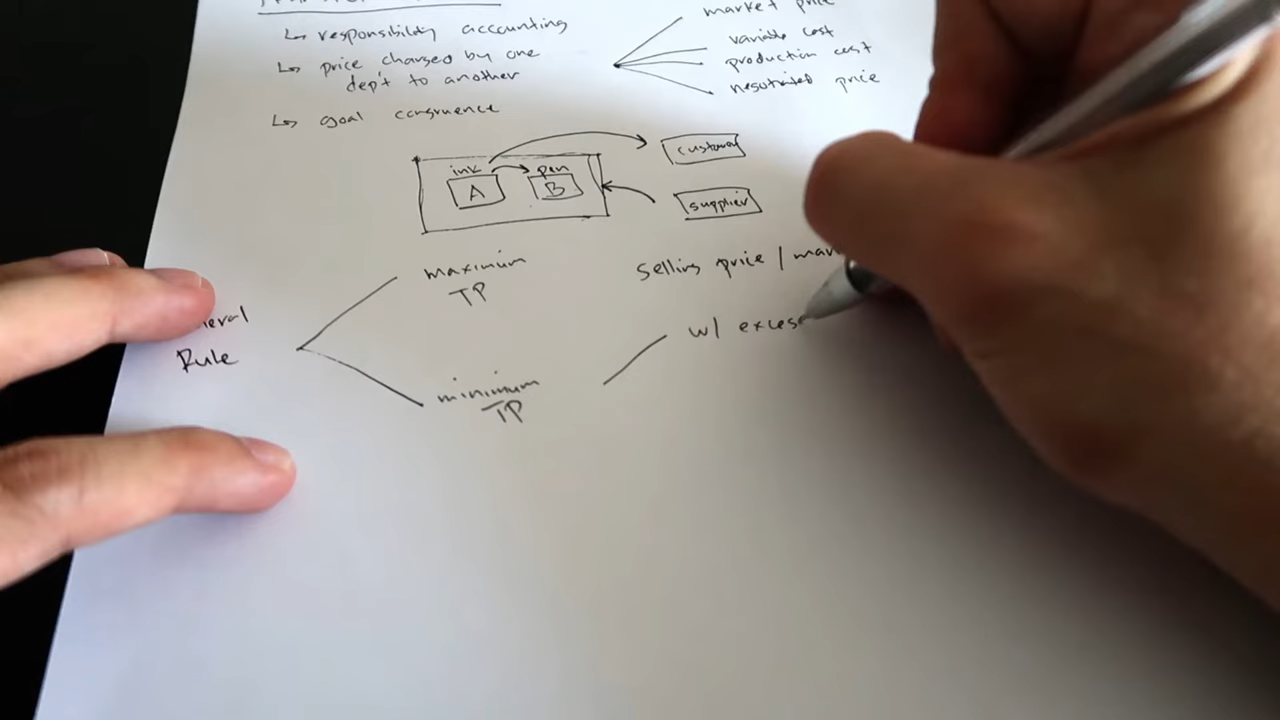 ↳ responsibility accounting
↳ price charged by one
dep't to another
↳ goal congruence
market price
variable cost
production cost
negotiated price
ink
pen
A
B
customer
supplier
maximum
TP
selling price /
Rule
minimum
TP
w/ excess